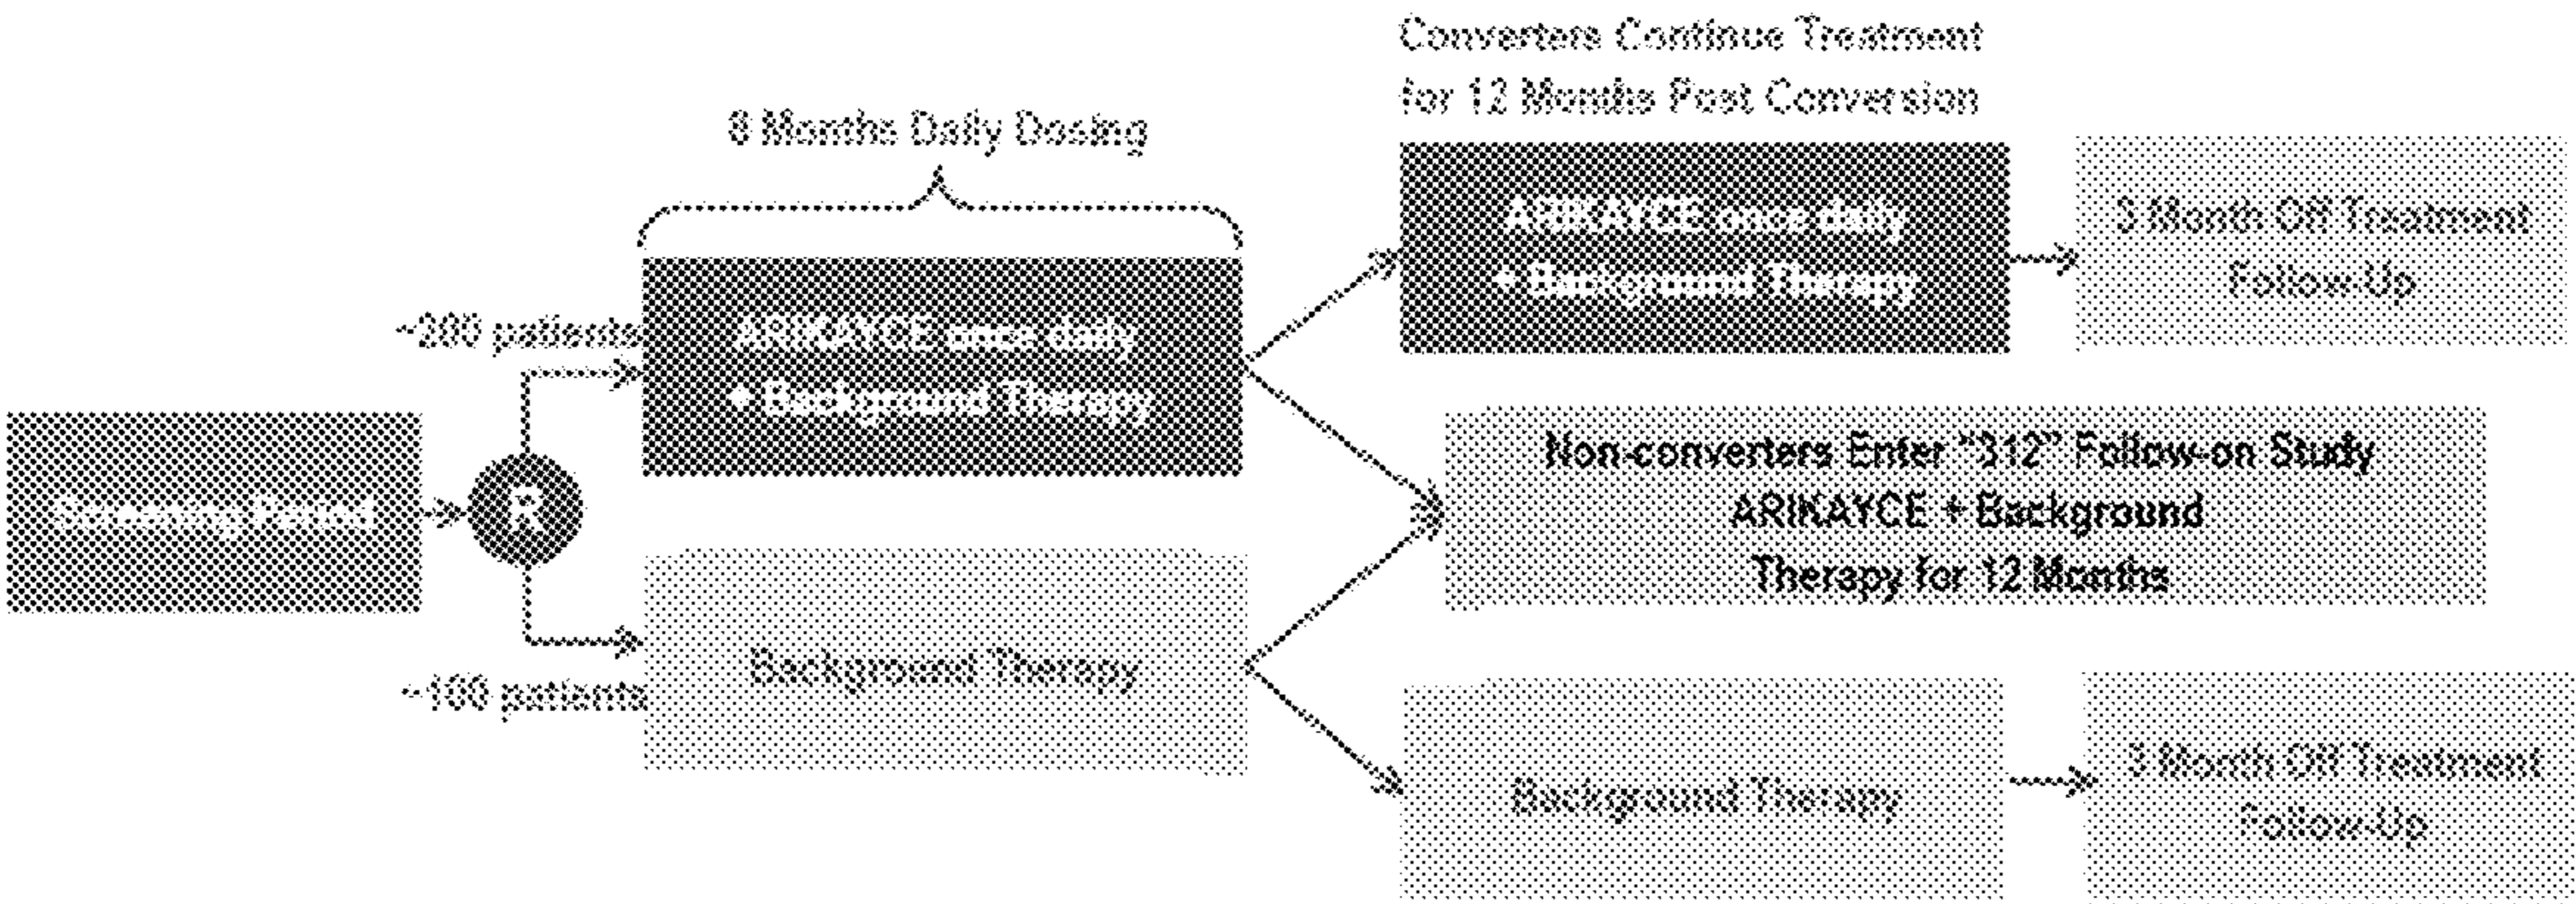 Converters Continue Treatment
for 12 Months Post Conversion
8 Months Daily Dosing
ARIKAYCE once daily
+ Background Therapy
3 Month Off Treatment
Follow-Up
~200 patients
ARIKAYCE once daily
+ Background Therapy
Screening Period
R
Non-converters Enter “312” Follow-on Study
ARIKAYCE + Background
Therapy for 12 Months
~100 patients
Background Therapy
Background Therapy
3 Month Off Treatment
Follow-Up